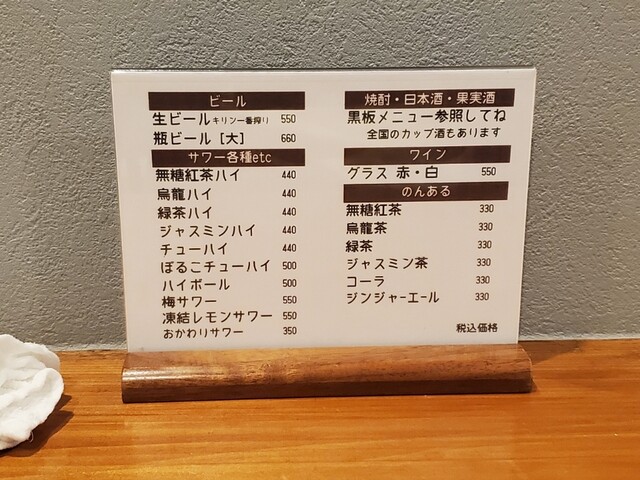 ビール
生ビール キリン一番搾り 550
瓶ビール [大] 660
サワー各種etc
無糖紅茶ハイ 440
烏龍ハイ 440
緑茶ハイ 440
ジャスミンハイ 440
チューハイ 440
ぼるこチューハイ 500
ハイボール 500
梅サワー 550
凍結レモンサワー 550
おかわりサワー 350
焼酎・日本酒・果実酒
黒板メニュー参照してね
全国のカップ酒もあります
ワイン
グラス 赤・白 550
のんある
無糖紅茶 330
烏龍茶 330
緑茶 330
ジャスミン茶 330
コーラ 330
ジンジャーエール 330
税込価格